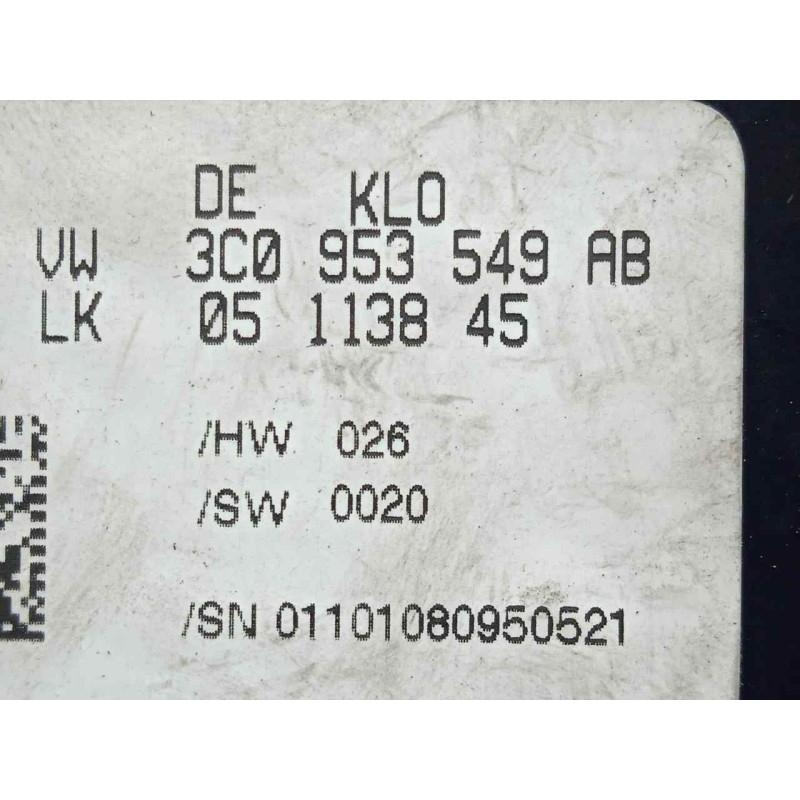 DE KLO
VW 3C0 953 549 AB
LK 05 1138 45
/HW 026
/SW 0020
/SN 01101080950521